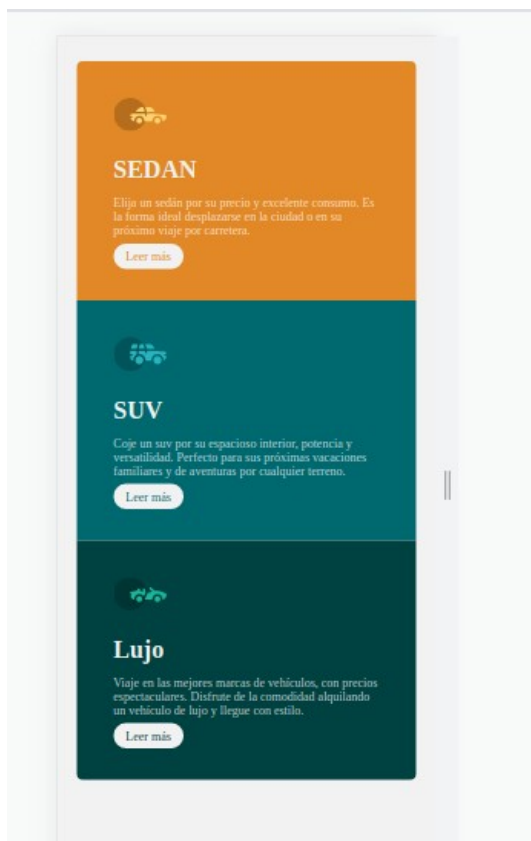 SEDAN
Elija un sedán por su precio y excelente consumo. Es
la forma ideal desplazarse en la ciudad o en su
próximo viaje por carretera.
Leer más
SUV
Coje un suv por su espacioso interior, potencia y
versatilidad. Perfecto para sus próximas vacaciones
familiares y de aventuras por cualquier terreno.
Leer más
Lujo
Viaje en las mejores marcas de vehículos, con precios
espectaculares. Disfrute de la comodidad alquilando
un vehículo de lujo y llegue con estilo.
Leer más